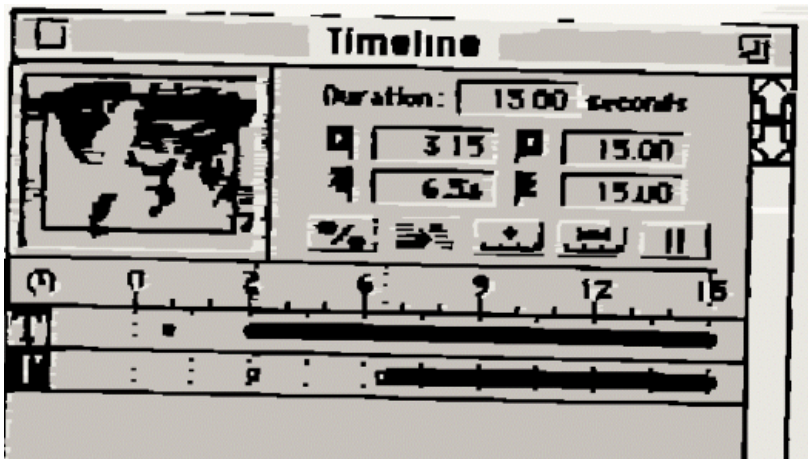 Timeline
Duration: 15.00 seconds
3.15 15.00
15.00
0 3 6 9 12 15
T